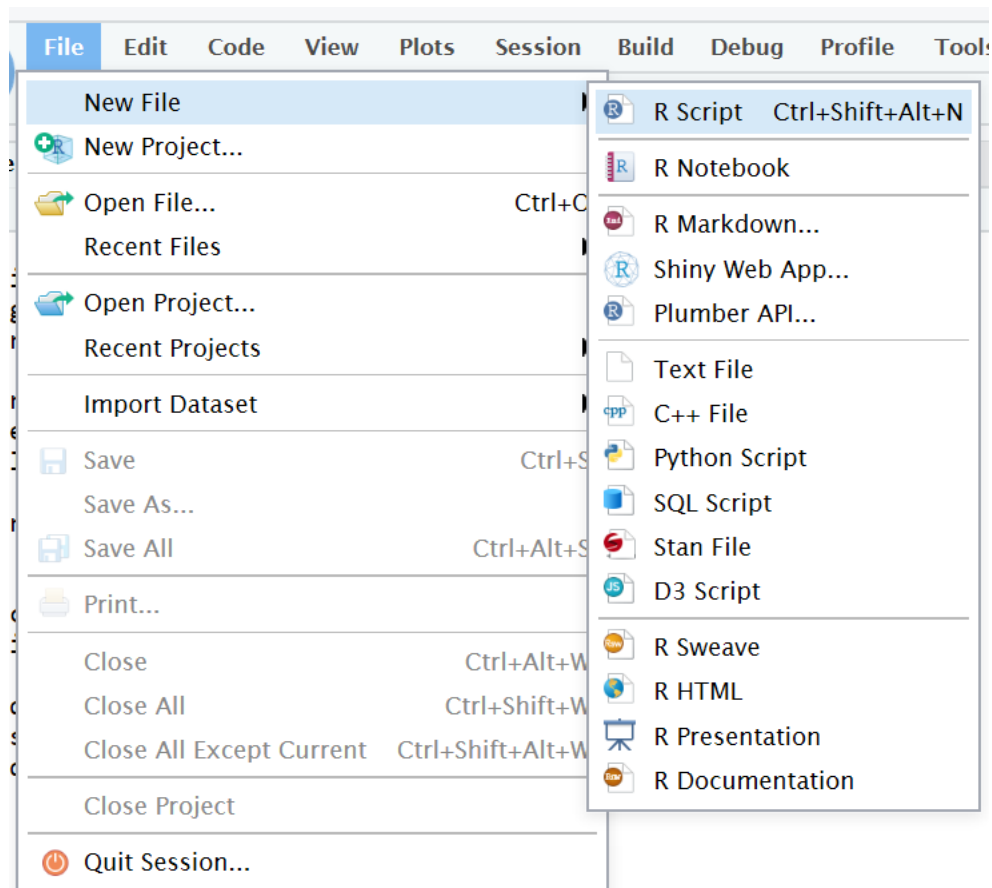 File Edit Code View Plots Session Build Debug Profile Tools
New File
New Project...
Open File... Ctrl+O
Recent Files
Open Project...
Recent Projects
Import Dataset
Save Ctrl+S
Save As...
Save All Ctrl+Alt+S
Print...
Close Ctrl+Alt+W
Close All Ctrl+Shift+W
Close All Except Current Ctrl+Shift+Alt+W
Close Project
Quit Session...
R Script Ctrl+Shift+Alt+N
R Notebook
R Markdown...
Shiny Web App...
Plumber API...
Text File
C++ File
Python Script
SQL Script
Stan File
D3 Script
R Sweave
R HTML
R Presentation
R Documentation